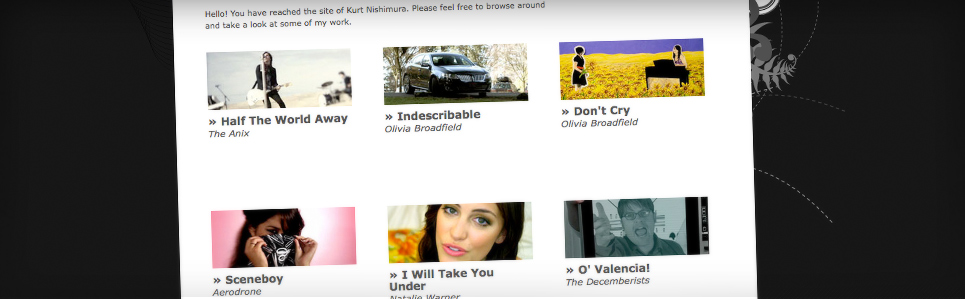 Hello! You have reached the site of Kurt Nishimura. Please feel free to browse around
and take a look at some of my work.
» Half The World Away
The Anix
» Indescribable
Olivia Broadfield
» Don't Cry
Olivia Broadfield
» Sceneboy
Aerodrone
» I Will Take You
Under
Natalie Warner
» O' Valencia!
The Decemberists